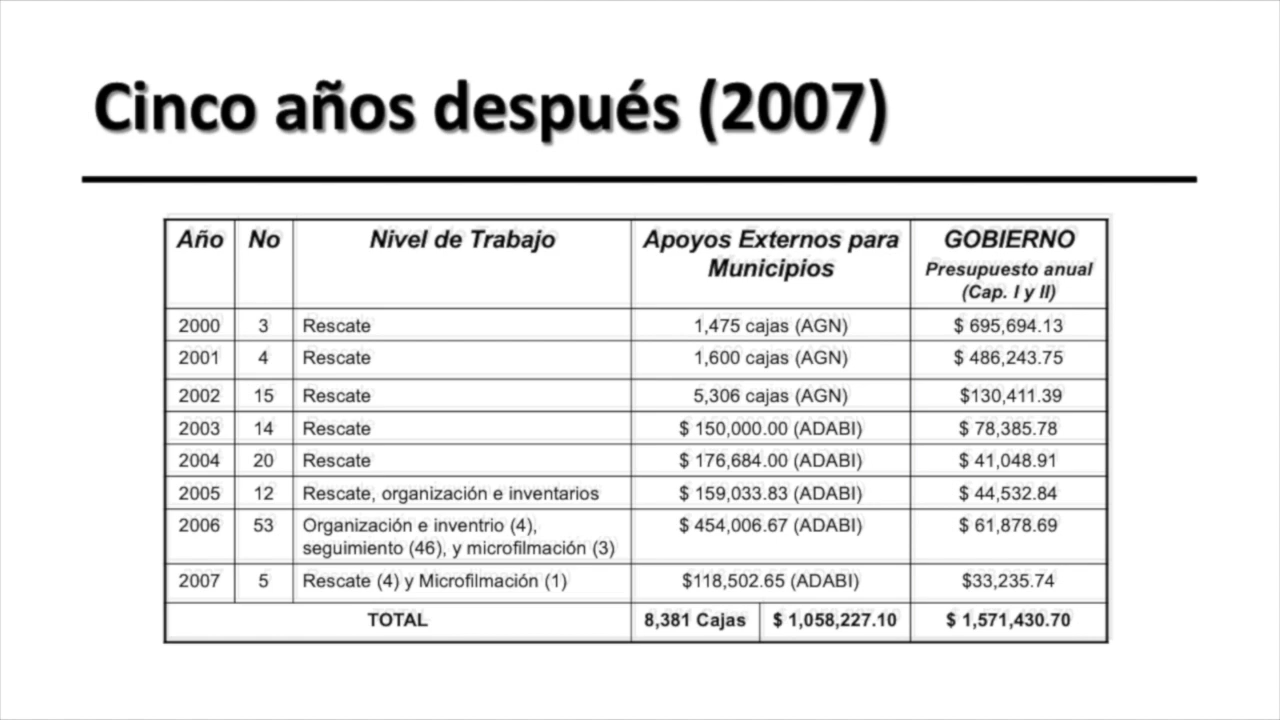 Cinco años después (2007)
Año No Nivel de Trabajo Apoyos Externos para Municipios GOBIERNO Presupuesto anual (Cap. I y II)
2000 3 Rescate 1,475 cajas (AGN) $ 695,694.13
2001 4 Rescate 1,600 cajas (AGN) $ 486,243.75
2002 15 Rescate 5,306 cajas (AGN) $130,411.39
2003 14 Rescate $ 150,000.00 (ADABI) $ 78,385.78
2004 20 Rescate $ 176,684.00 (ADABI) $ 41,048.91
2005 12 Rescate, organización e inventarios $ 159,033.83 (ADABI) $ 44,532.84
2006 53 Organización e inventrio (4), seguimiento (46), y microfilmación (3) $ 454,006.67 (ADABI) $ 61,878.69
2007 5 Rescate (4) y Microfilmación (1) $118,502.65 (ADABI) $33,235.74
TOTAL 8,381 Cajas $ 1,058,227.10 $ 1,571,430.70